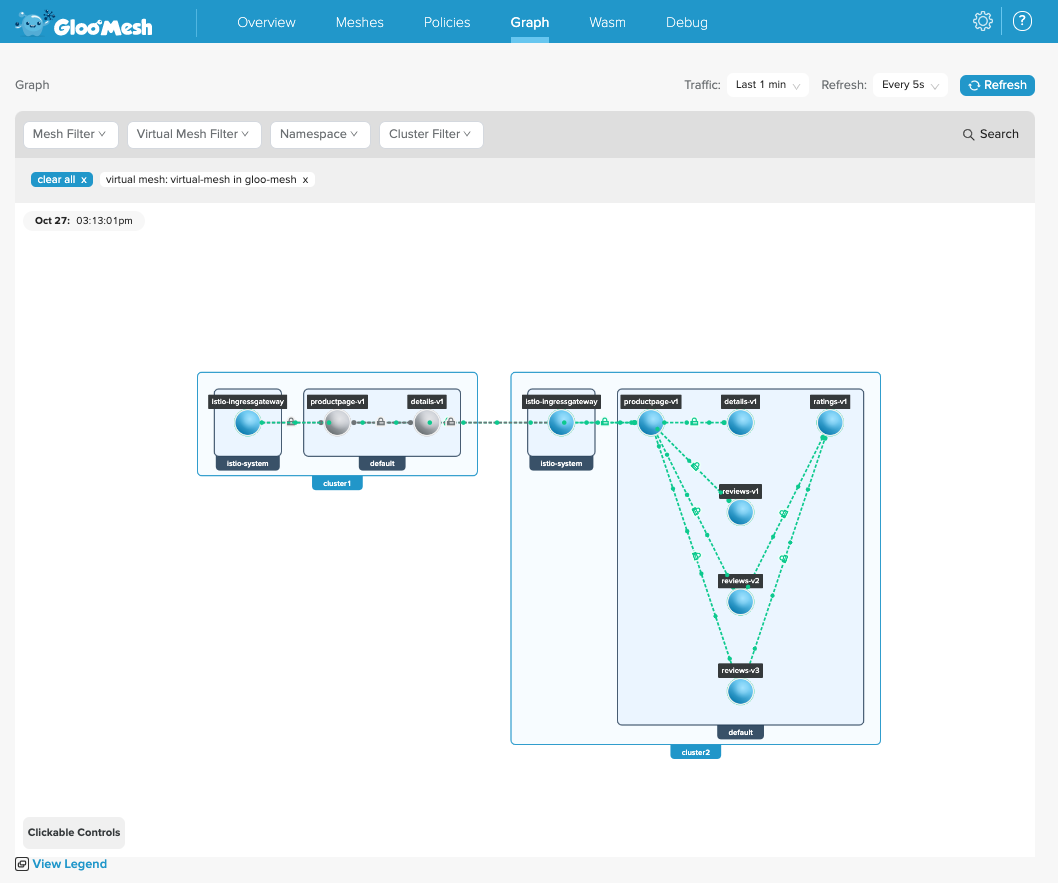 Gloo Mesh
Overview Meshes Policies Graph Wasm Debug ?
Graph Traffic: Last 1 min Refresh: Every 5s Refresh
Mesh Filter Virtual Mesh Filter Namespace Cluster Filter Search
clear all x virtual mesh: virtual-mesh in gloo-mesh x
Oct 27: 03:13:01pm
istio-ingressgateway productpage-v1 details-v1 istio-ingressgateway productpage-v1 details-v1 ratings-v1
istio-system default istio-system
cluster1
reviews-v1
reviews-v2
reviews-v3
default
cluster2
Clickable Controls
View Legend